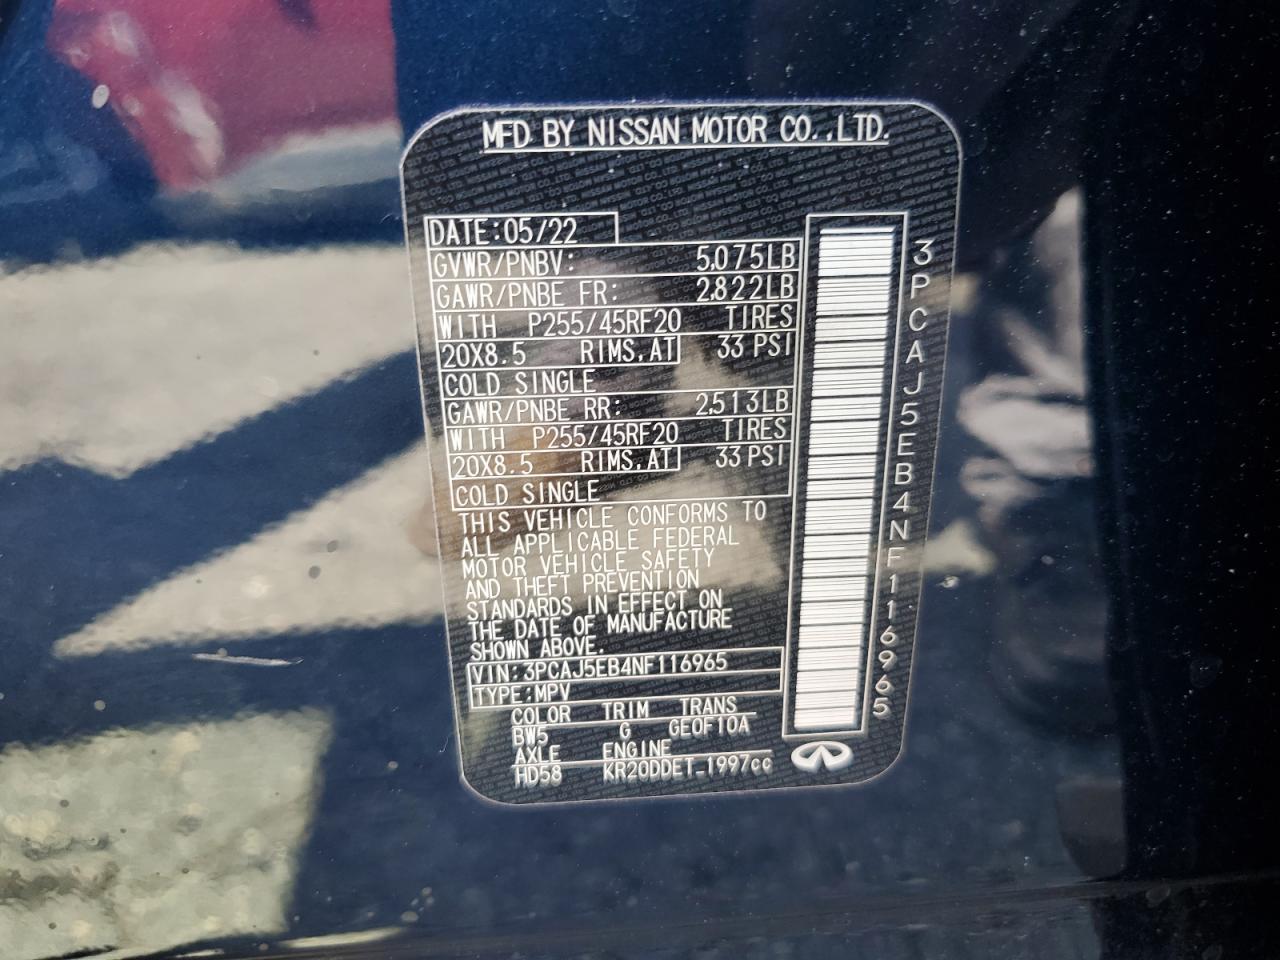 MFD BY NISSAN MOTOR CO.,LTD.
DATE:05/22
GVWR/PNBV: 5,075LB
GAWR/PNBE FR: 2,822LB
WITH P255/45RF20 TIRES
20X8.5 RIMS,AT 33 PSI
COLD SINGLE
GAWR/PNBE RR: 2,513LB
WITH P255/45RF20 TIRES
20X8.5 RIMS,AT 33 PSI
COLD SINGLE
THIS VEHICLE CONFORMS TO
ALL APPLICABLE FEDERAL
MOTOR VEHICLE SAFETY
AND THEFT PREVENTION
STANDARDS IN EFFECT ON
THE DATE OF MANUFACTURE
SHOWN ABOVE.
VIN:3PCAJ5EB4NF116965
TYPE:MPV
COLOR TRIM TRANS
BW5 G GE0F10A
AXLE ENGINE
HD58 KR20DDET_1997cc
3PCAJ5EB4NF116965